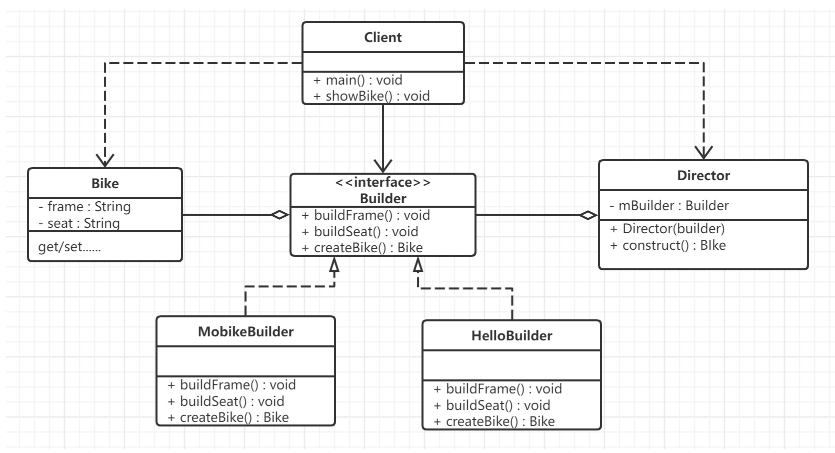 Client
+ main() : void
+ showBike() : void
Bike
- frame : String
- seat : String
get/set......
<<interface>>
Builder
+ buildFrame() : void
+ buildSeat() : void
+ createBike() : Bike
Director
- mBuilder : Builder
+ Director(builder)
+ construct() : BIke
MobikeBuilder
+ buildFrame() : void
+ buildSeat() : void
+ createBike() : Bike
HelloBuilder
+ buildFrame() : void
+ buildSeat() : void
+ createBike() : Bike